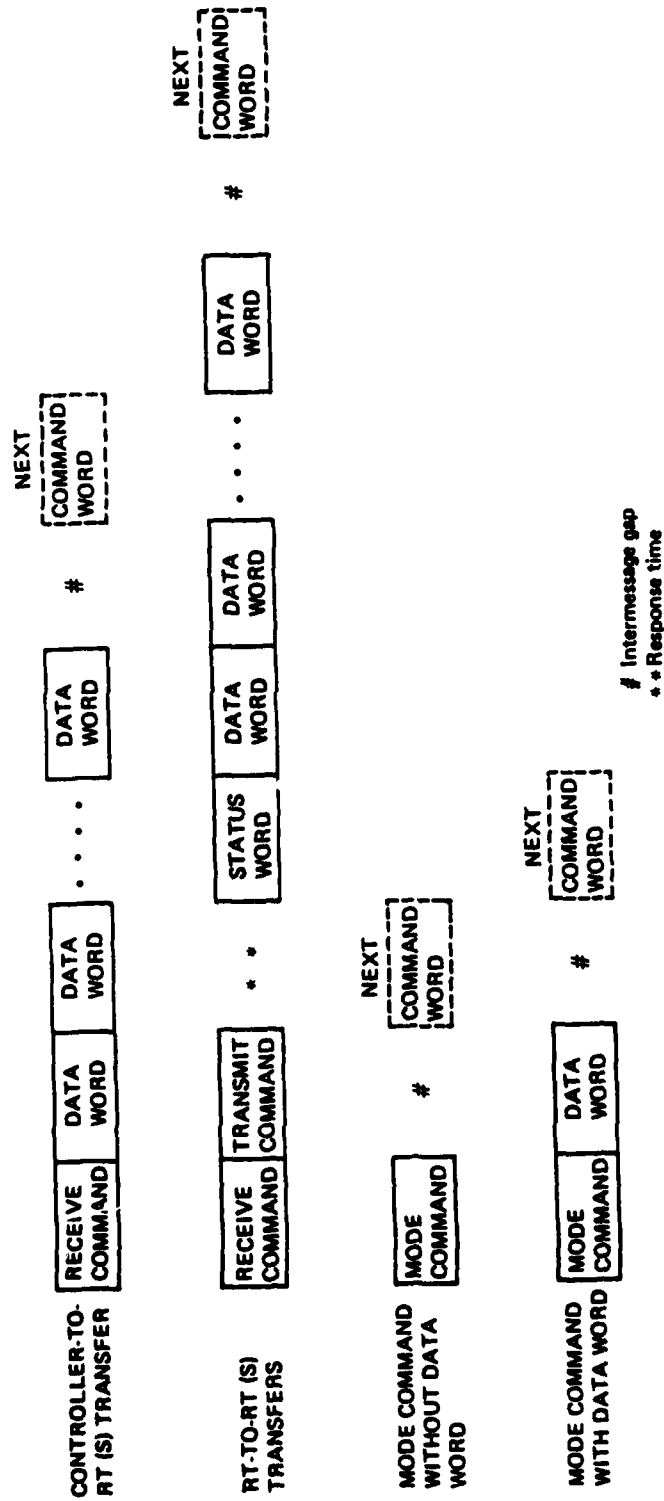 CONTROLLER-TO-
RT (S) TRANSFER
RECEIVE
COMMAND
DATA
WORD
DATA
WORD
. . . .
DATA
WORD
#
NEXT
COMMAND
WORD
RT-TO-RT (S)
TRANSFERS
RECEIVE
COMMAND
TRANSMIT
COMMAND
* *
STATUS
WORD
DATA
WORD
DATA
WORD
. . . .
DATA
WORD
#
NEXT
COMMAND
WORD
MODE COMMAND
WITHOUT DATA
WORD
MODE
COMMAND
#
NEXT
COMMAND
WORD
MODE COMMAND
WITH DATA WORD
MODE
COMMAND
DATA
WORD
#
NEXT
COMMAND
WORD
# Intermessage gap
* * Response time